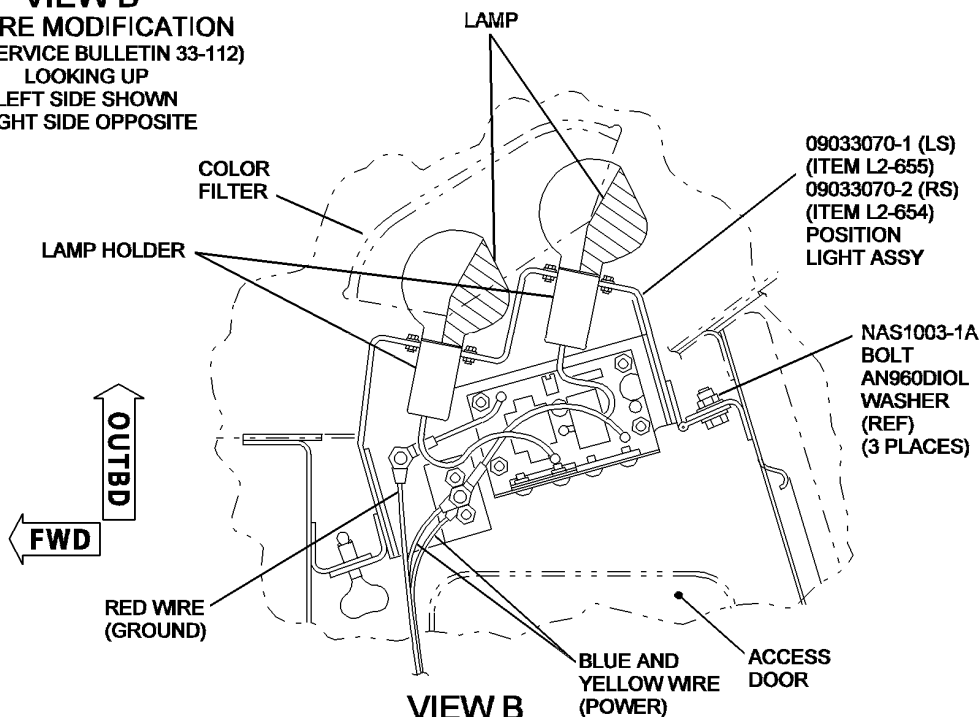 VIEW B
RE MODIFICATION
ERVICE BULLETIN 33-112)
LOOKING UP
LEFT SIDE SHOWN
GHT SIDE OPPOSITE
LAMP
COLOR
FILTER
LAMP HOLDER
09033070-1 (LS)
(ITEM L2-655)
09033070-2 (RS)
(ITEM L2-654)
POSITION
LIGHT ASSY
NAS1003-1A
BOLT
AN960DIOL
WASHER
(REF)
(3 PLACES)
OUTBD
FWD
RED WIRE
(GROUND)
BLUE AND
YELLOW WIRE
(POWER)
ACCESS
DOOR
VIEW B